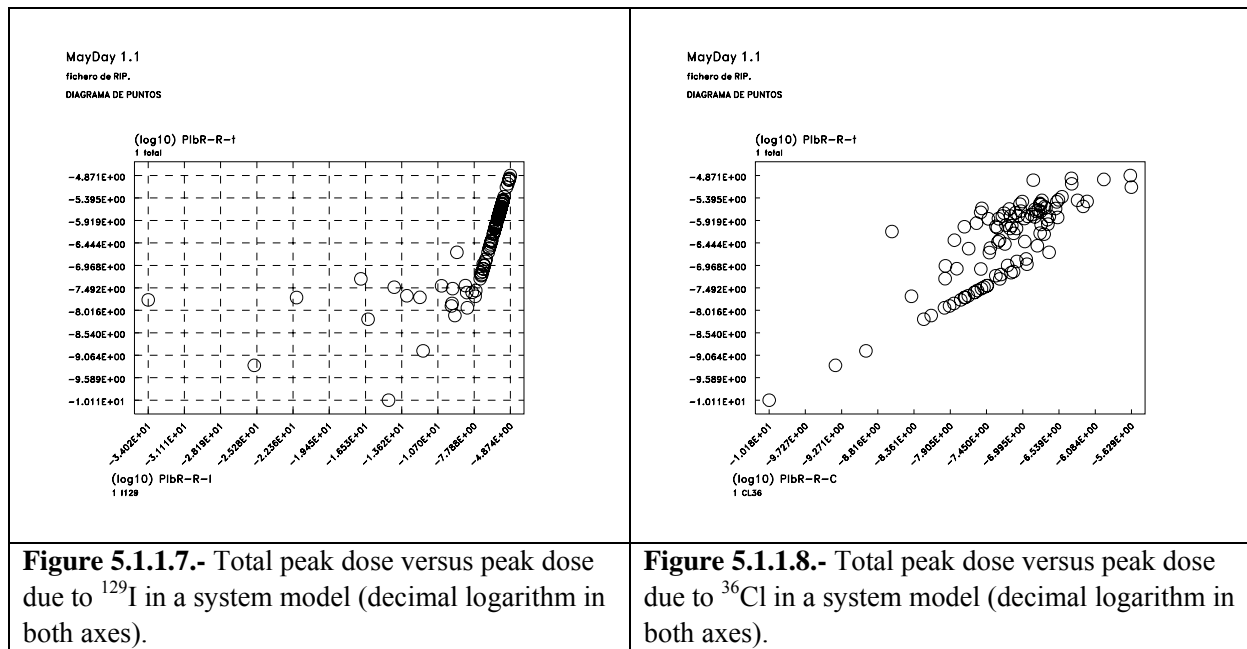 MayDay 1.1
fichero de RIP.
DIAGRAMA DE PUNTOS
(log10) PlbR-R-t
1 total
-4.871E+00
-5.395E+00
-5.919E+00
-6.444E+00
-6.968E+00
-7.492E+00
-8.016E+00
-8.540E+00
-9.064E+00
-9.589E+00
-1.011E+01
-3.402E+01
-3.111E+01
-2.819E+01
-2.528E+01
-2.236E+01
-1.945E+01
-1.653E+01
-1.362E+01
-1.070E+01
-7.788E+00
-4.874E+00
(log10) PlbR-R-I
1 I129
Figure 5.1.1.7.- Total peak dose versus peak dose
due to 129I in a system model (decimal logarithm in
both axes).
MayDay 1.1
fichero de RIP.
DIAGRAMA DE PUNTOS
(log10) PlbR-R-t
1 total
-4.871E+00
-5.395E+00
-5.919E+00
-6.444E+00
-6.968E+00
-7.492E+00
-8.016E+00
-8.540E+00
-9.064E+00
-9.589E+00
-1.011E+01
-1.018E+01
-9.727E+00
-9.271E+00
-8.816E+00
-8.361E+00
-7.905E+00
-7.450E+00
-6.995E+00
-6.539E+00
-6.084E+00
-5.629E+00
(log10) PlbR-R-C
1 CL36
Figure 5.1.1.8.- Total peak dose versus peak dose
due to 36Cl in a system model (decimal logarithm in
both axes).